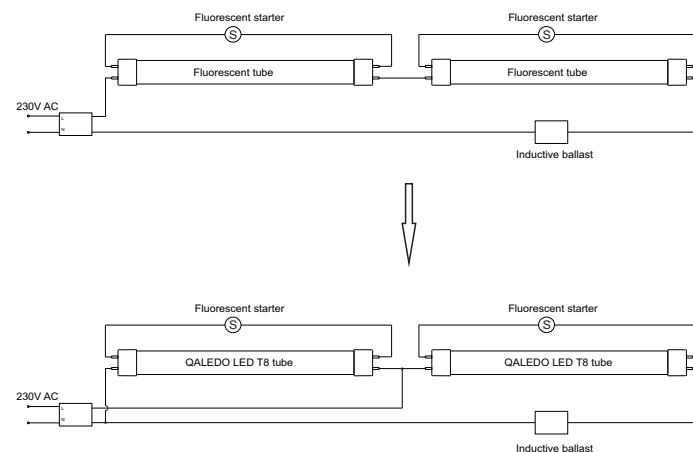 Fluorescent starter Fluorescent starter
S S
Fluorescent tube Fluorescent tube
230V AC
L
N
Inductive ballast
Fluorescent starter Fluorescent starter
S S
QALEDO LED T8 tube QALEDO LED T8 tube
230V AC
L
N
Inductive ballast